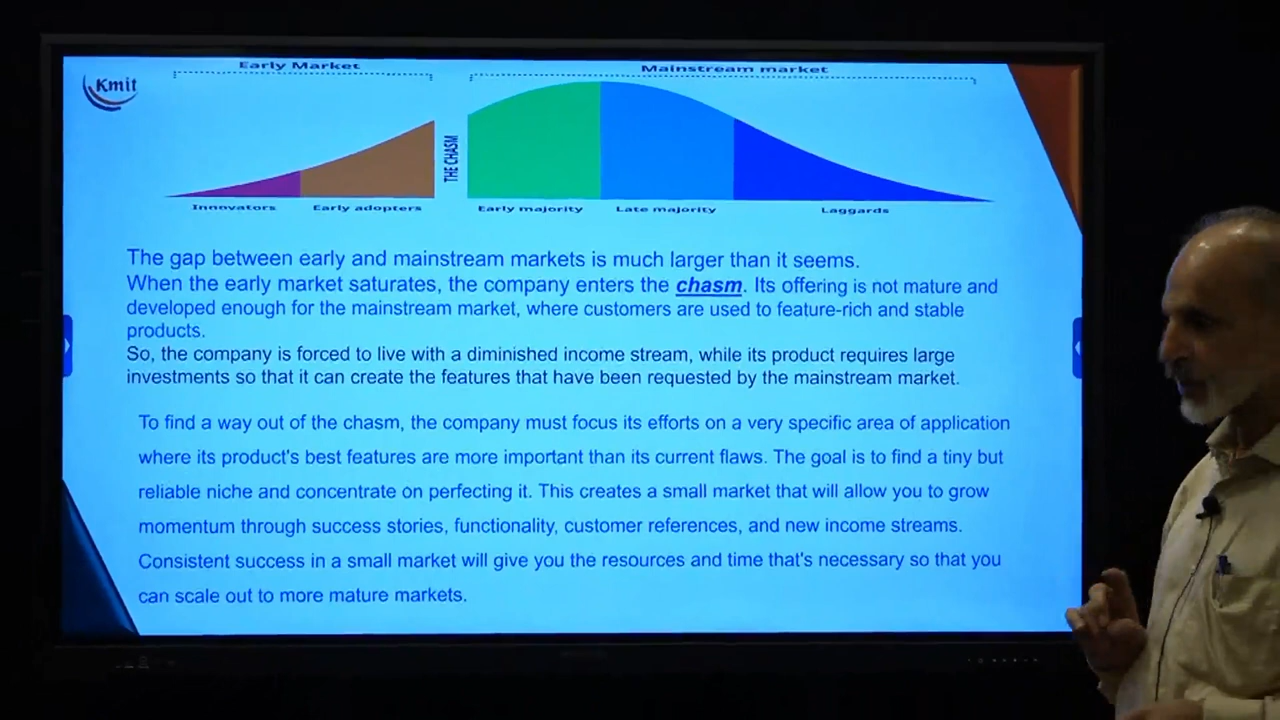 Early Market
Mainstream market
Kmit
THE CHASM
Innovators
Early adopters
Early majority
Late majority
Laggards
The gap between early and mainstream markets is much larger than it seems.
When the early market saturates, the company enters the chasm. Its offering is not mature and
developed enough for the mainstream market, where customers are used to feature-rich and stable
products.
So, the company is forced to live with a diminished income stream, while its product requires large
investments so that it can create the features that have been requested by the mainstream market.
To find a way out of the chasm, the company must focus its efforts on a very specific area of application
where its product's best features are more important than its current flaws. The goal is to find a tiny but
reliable niche and concentrate on perfecting it. This creates a small market that will allow you to grow
momentum through success stories, functionality, customer references, and new income streams.
Consistent success in a small market will give you the resources and time that's necessary so that you
can scale out to more mature markets.